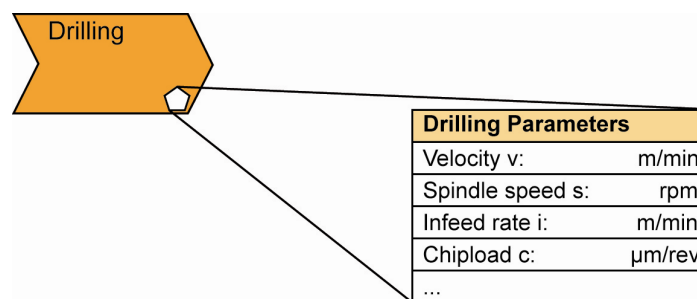 Drilling
Drilling Parameters
Velocity v: m/min
Spindle speed s: rpm
Infeed rate i: m/min
Chipload c: µm/rev
...